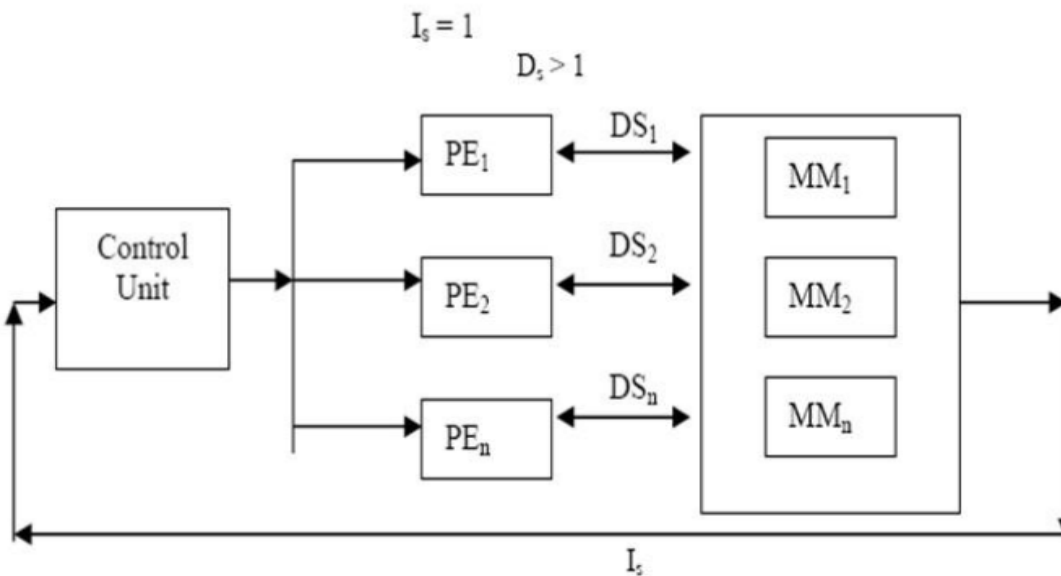 Iₛ = 1
Dₛ > 1
Control
Unit
PE₁
DS₁
MM₁
PE₂
DS₂
MM₂
PEₙ
DSₙ
MMₙ
Iₛ